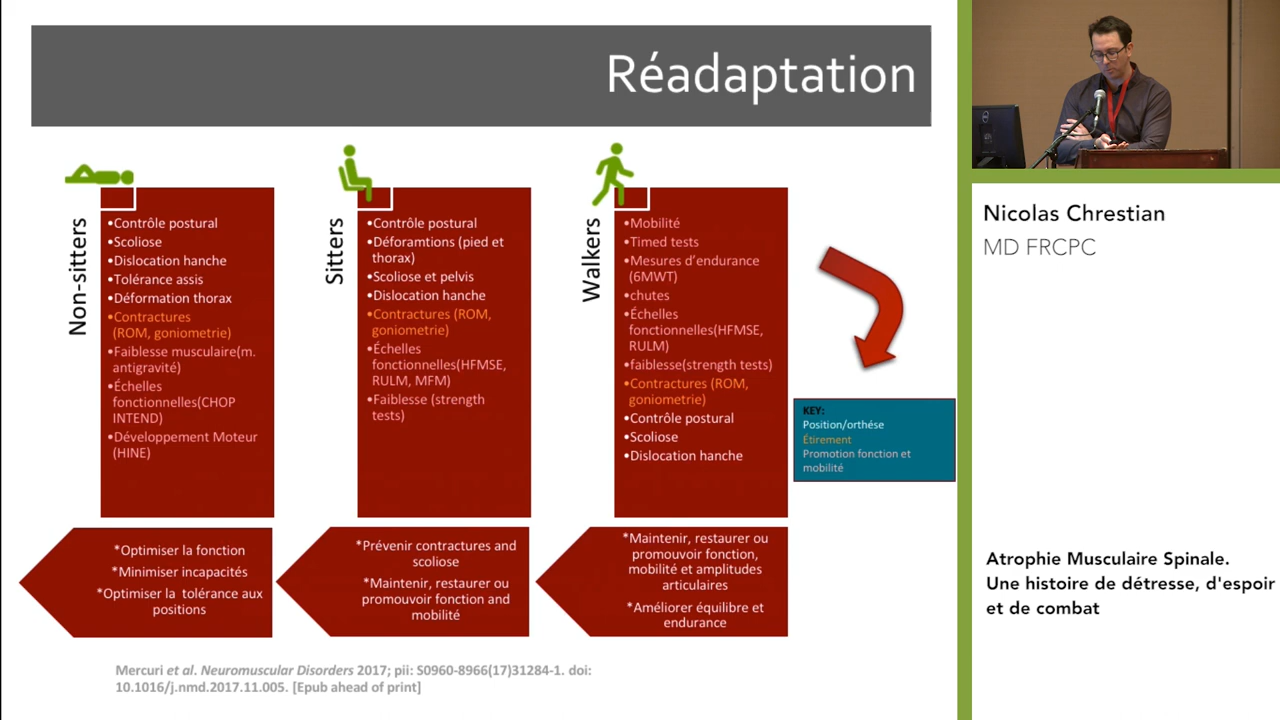 Réadaptation
Non-sitters
•Contrôle postural
•Scoliose
•Dislocation hanche
•Tolérance assis
•Déformation thorax
•Contractures
(ROM, goniometrie)
•Faiblesse musculaire(m.
antigravité)
•Échelles
fonctionnelles(CHOP
INTEND)
•Développement Moteur
(HINE)
*Optimiser la fonction
*Minimiser incapacités
*Optimiser la tolérance aux
positions
Sitters
•Contrôle postural
•Déforamtions (pied et
thorax)
•Scoliose et pelvis
•Dislocation hanche
•Contractures (ROM,
goniometrie)
•Échelles
fonctionnelles(HFMSE,
RULM, MFM)
•Faiblesse (strength
tests)
*Prévenir contractures and
scoliose
*Maintenir, restaurer ou
promouvoir fonction and
mobilité
Walkers
•Mobilité
•Timed tests
•Mesures d’endurance
(6MWT)
•chutes
•Échelles
fonctionnelles(HFMSE,
RULM)
•faiblesse(strength tests)
•Contractures (ROM,
goniometrie)
•Contrôle postural
•Scoliose
•Dislocation hanche
*Maintenir, restaurer ou
promouvoir fonction,
mobilité et amplitudes
articulaires
*Améliorer équilibre et
endurance
KEY:
Position/orthése
Étirement
Promotion fonction et
mobilité
Mercuri et al. Neuromuscular Disorders 2017; pii: S0960-8966(17)31284-1. doi:
10.1016/j.nmd.2017.11.005. [Epub ahead of print]
Nicolas Chrestian
MD FRCPC
Atrophie Musculaire Spinale.
Une histoire de détresse, d'espoir
et de combat